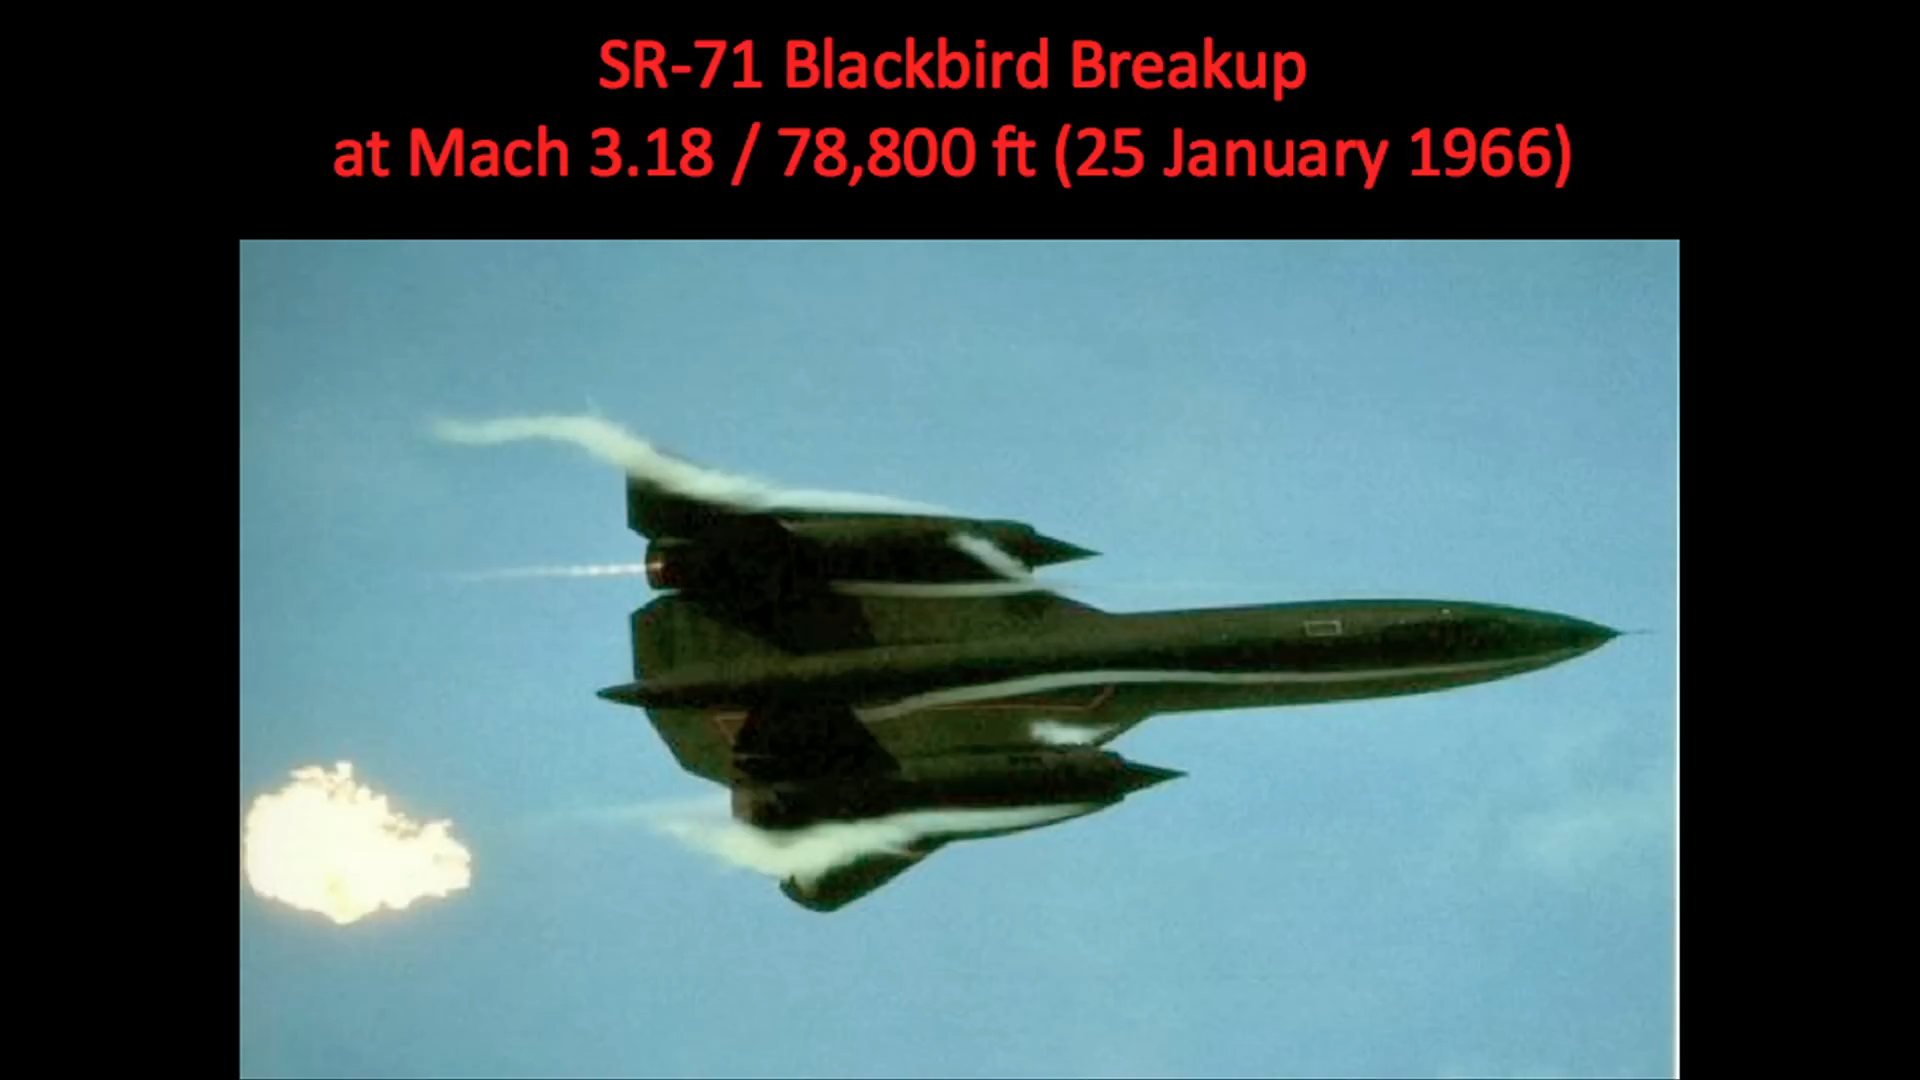 SR-71 Blackbird Breakup
at Mach 3.18 / 78,800 ft (25 January 1966)